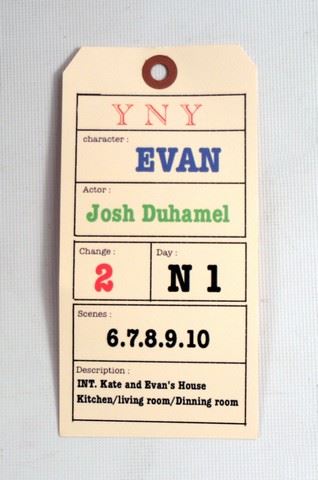 Y N Y
character :
EVAN
Actor :
Josh Duhamel
Change :
2
Day :
N 1
Scenes :
6.7.8.9.10
Description :
INT. Kate and Evan's House
Kitchen/living room/Dinning room